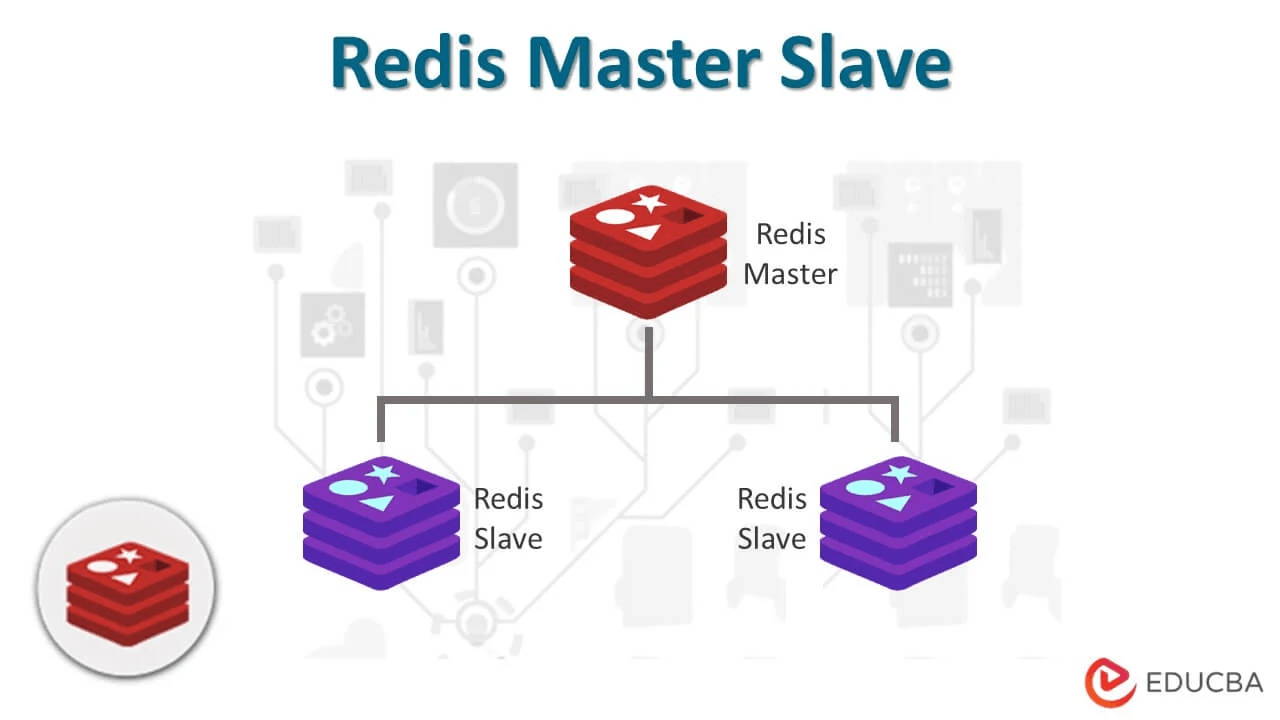 Redis Master Slave
Redis
Master
Redis
Slave
Redis
Slave
EDUCBA